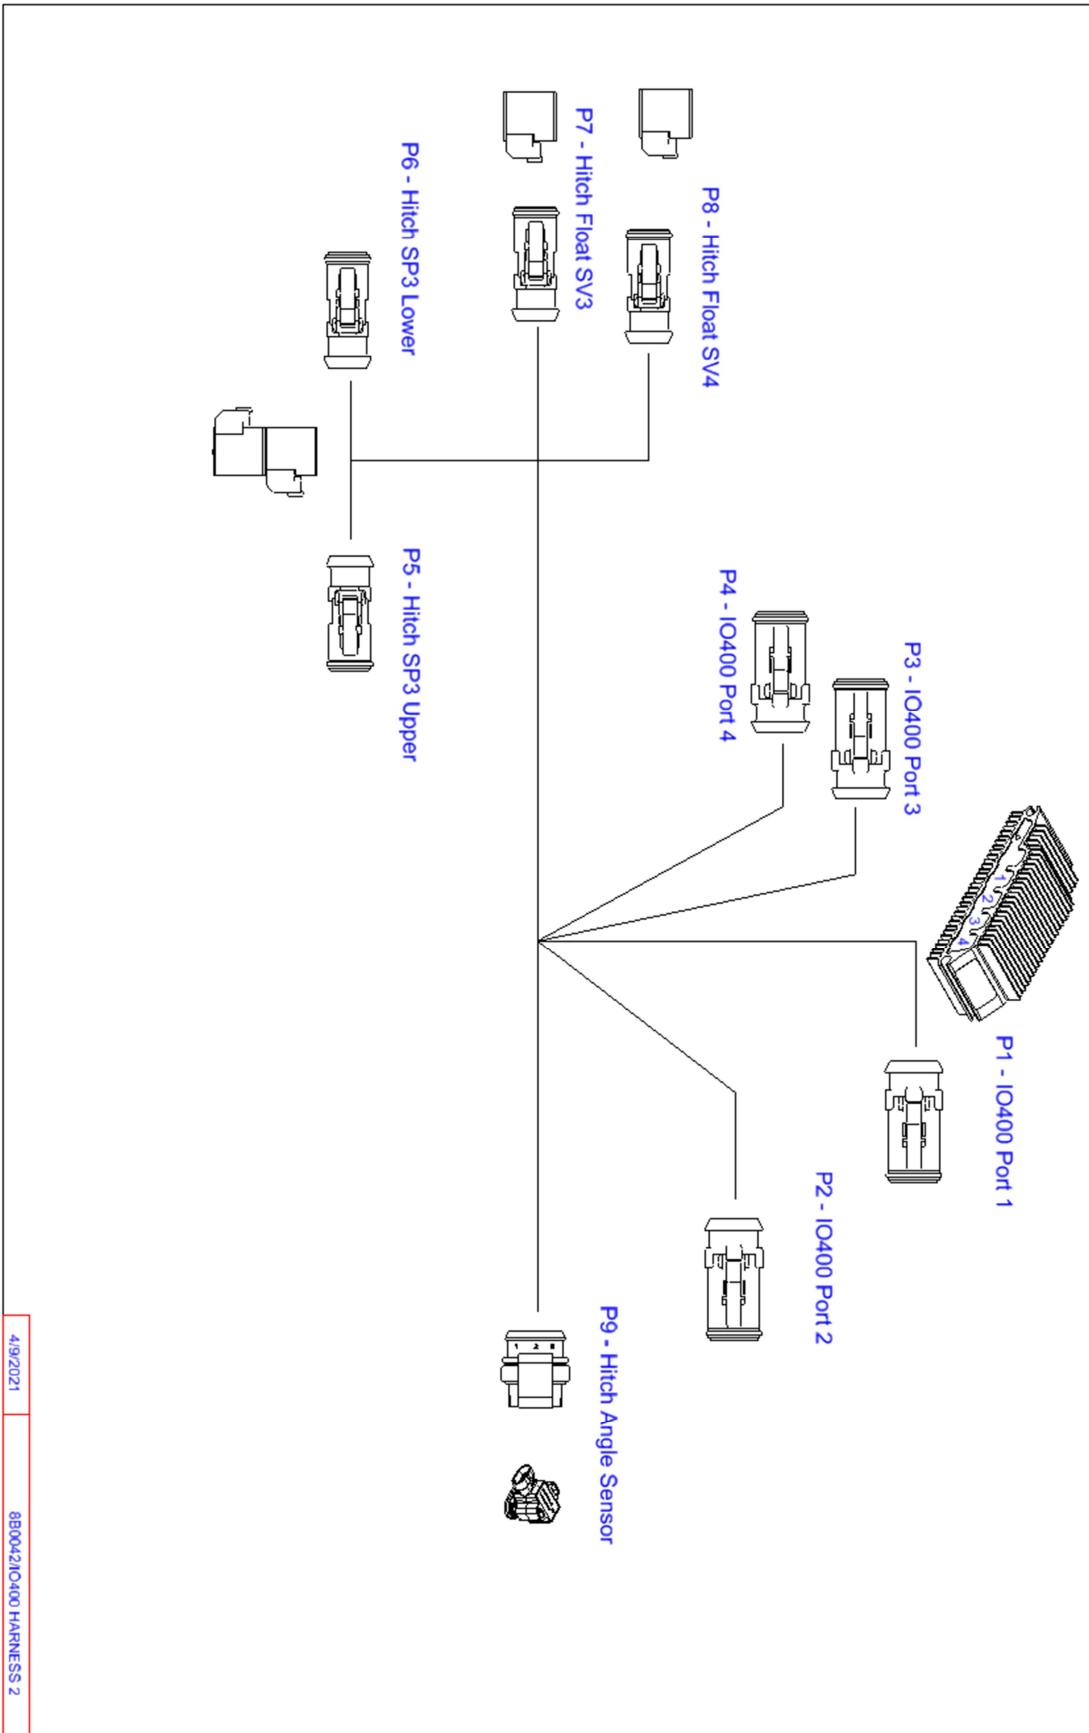 P1 - IO400 Port 1
1
2
3
4
P3 - IO400 Port 3
P2 - IO400 Port 2
P4 - IO400 Port 4
P8 - Hitch Float SV4
P9 - Hitch Angle Sensor
P7 - Hitch Float SV3
1 2
P6 - Hitch SP3 Lower
P5 - Hitch SP3 Upper
4/9/2021
8B0042/IO400 HARNESS 2